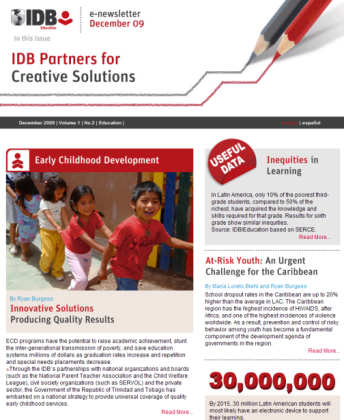 IDB
Education
e-newsletter
December 09
In this issue
IDB Partners for
Creative Solutions
December 2009 | Volume 1 | No.2 | Education |
| español
Early Childhood Development
USEFUL
DATA
Inequities in
Learning
In Latin America, only 10% of the poorest third-
grade students, compared to 50% of the
richest, have acquired the knowledge and
skills required for that grade. Results for sixth
grade show similar inequities.
Source: IDB/Education based on SERCE.
Read More...
By Ryan Burgess
Innovative Solutions
Producing Quality Results
ECD programs have the potential to raise academic achievement, stunt
the inter-generational transmission of poverty, and save education
systems millions of dollars as graduation rates increase and repetition
and special needs placements decrease.
Through the IDB's partnerships with national organizations and boards
(such as the National Parent Teacher Association and the Child Welfare
League), civil society organizations (such as SERVOL) and the private
sector, the Government of the Republic of Trinidad and Tobago has
embarked on a national strategy to provide universal coverage of quality
early childhood services.
Read More...
At-Risk Youth: An Urgent
Challenge for the Caribbean
By María Loreto Biehl and Ryan Burgess
School dropout rates in the Caribbean are up to 20%
higher than the average in LAC. The Caribbean
region has the highest incidence of HIV/AIDS, after
Africa, and one of the highest incidences of violence
worldwide. As a result, prevention and control of risky
behavior among youth has become a fundamental
component of the development agenda of
governments in the region.
Read More...
30,000,000
By 2015, 30 million Latin American students will
most likely have an electronic device to support
their learning.